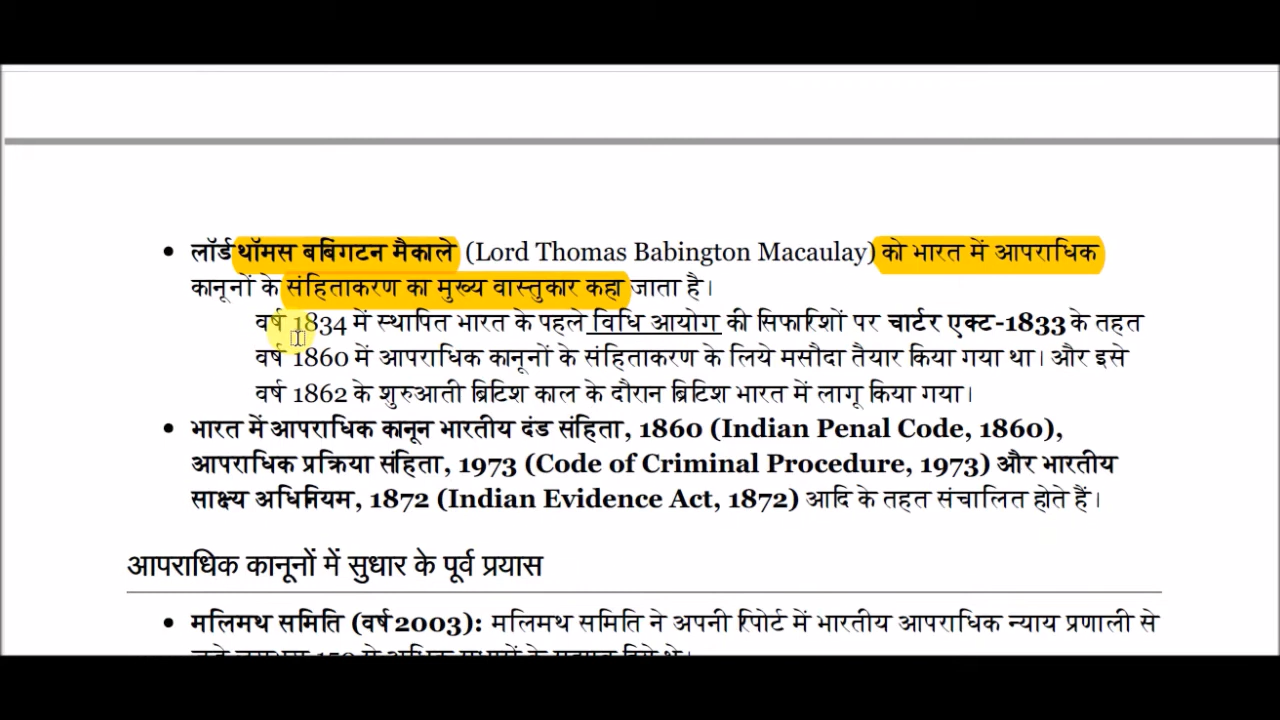 • लॉर्ड थॉमस बबिंगटन मैकाले (Lord Thomas Babington Macaulay) को भारत में आपराधिक
कानूनों के संहिताकरण का मुख्य वास्तुकार कहा जाता है।
वर्ष 1834 में स्थापित भारत के पहले विधि आयोग की सिफारिशों पर चार्टर एक्ट-1833 के तहत
वर्ष 1860 में आपराधिक कानूनों के संहिताकरण के लिये मसौदा तैयार किया गया था। और इसे
वर्ष 1862 के शुरुआती ब्रिटिश काल के दौरान ब्रिटिश भारत में लागू किया गया।
• भारत में आपराधिक कानून भारतीय दंड संहिता, 1860 (Indian Penal Code, 1860),
आपराधिक प्रक्रिया संहिता, 1973 (Code of Criminal Procedure, 1973) और भारतीय
साक्ष्य अधिनियम, 1872 (Indian Evidence Act, 1872) आदि के तहत संचालित होते हैं।
आपराधिक कानूनों में सुधार के पूर्व प्रयास
• मलिमथ समिति (वर्ष 2003): मलिमथ समिति ने अपनी रिपोर्ट में भारतीय आपराधिक न्याय प्रणाली से